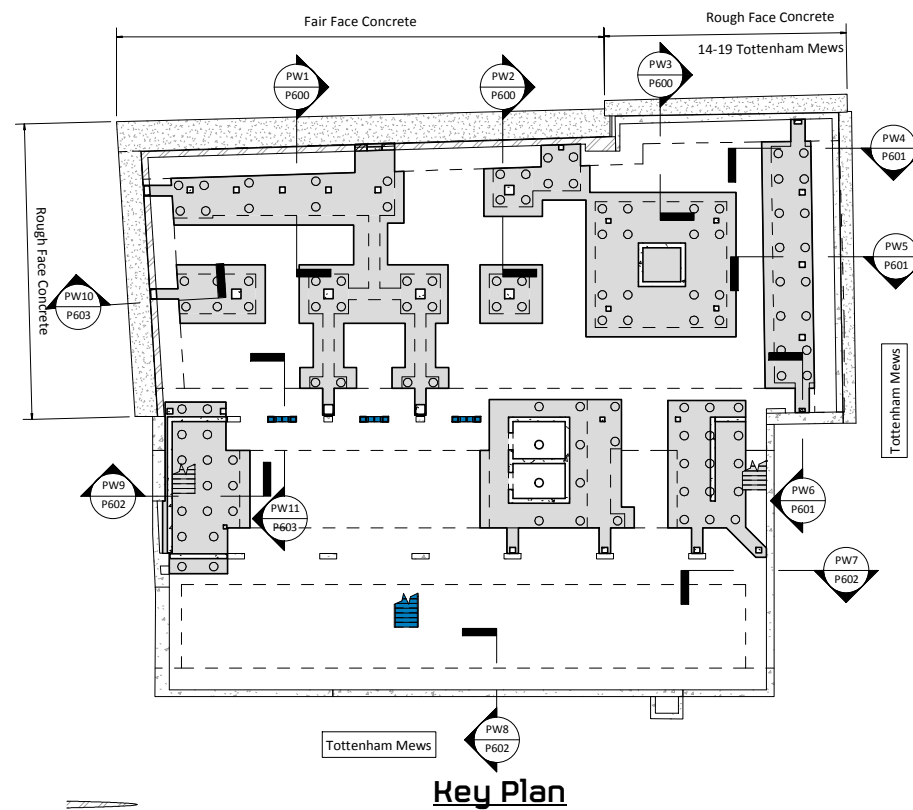 Fair Face Concrete
Rough Face Concrete
14-19 Tottenham Mews
PW1
P600
PW2
P600
PW3
P600
PW4
P601
PW5
P601
Rough Face Concrete
PW10
P603
Tottenham Mews
PW9
P602
PW11
P603
PW6
P601
PW7
P602
Tottenham Mews
PW8
P602
Key Plan